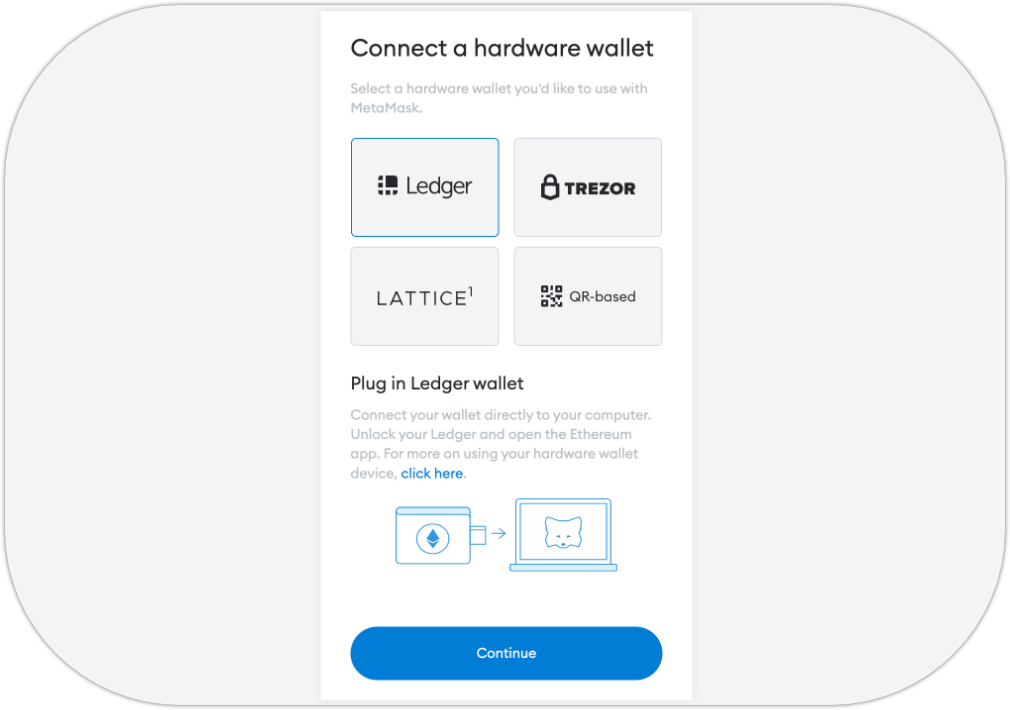 Connect a hardware wallet
Select a hardware wallet you'd like to use with
MetaMask.
Ledger
TREZOR
LATTICE¹
QR-based
Plug in Ledger wallet
Connect your wallet directly to your computer.
Unlock your Ledger and open the Ethereum
app. For more on using your hardware wallet
device, click here.
Continue